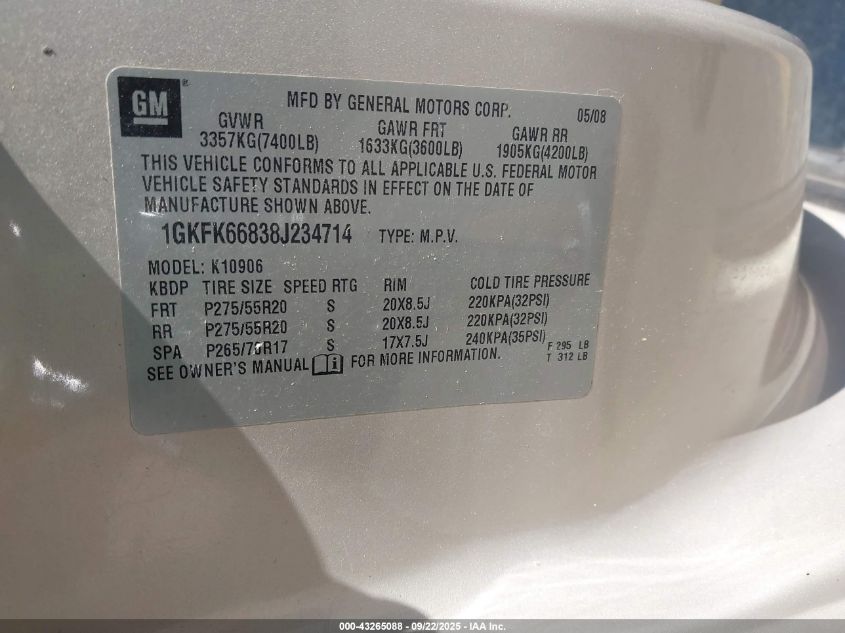 GM ®
MFD BY GENERAL MOTORS CORP. 05/08
GVWR GAWR FRT GAWR RR
3357KG(7400LB) 1633KG(3600LB) 1905KG(4200LB)
THIS VEHICLE CONFORMS TO ALL APPLICABLE U.S. FEDERAL MOTOR
VEHICLE SAFETY STANDARDS IN EFFECT ON THE DATE OF
MANUFACTURE SHOWN ABOVE.
1GKFK66838J234714 TYPE: M.P.V.
MODEL: K10906
KBDP TIRE SIZE SPEED RTG RIM COLD TIRE PRESSURE
FRT P275/55R20 S 20X8.5J 220KPA(32PSI)
RR P275/55R20 S 20X8.5J 220KPA(32PSI)
SPA P265/70R17 S 17X7.5J 240KPA(35PSI) F 295 LB
SEE OWNER'S MANUAL FOR MORE INFORMATION. T 312 LB
000-43265088 - 09/22/2025 - IAA Inc.